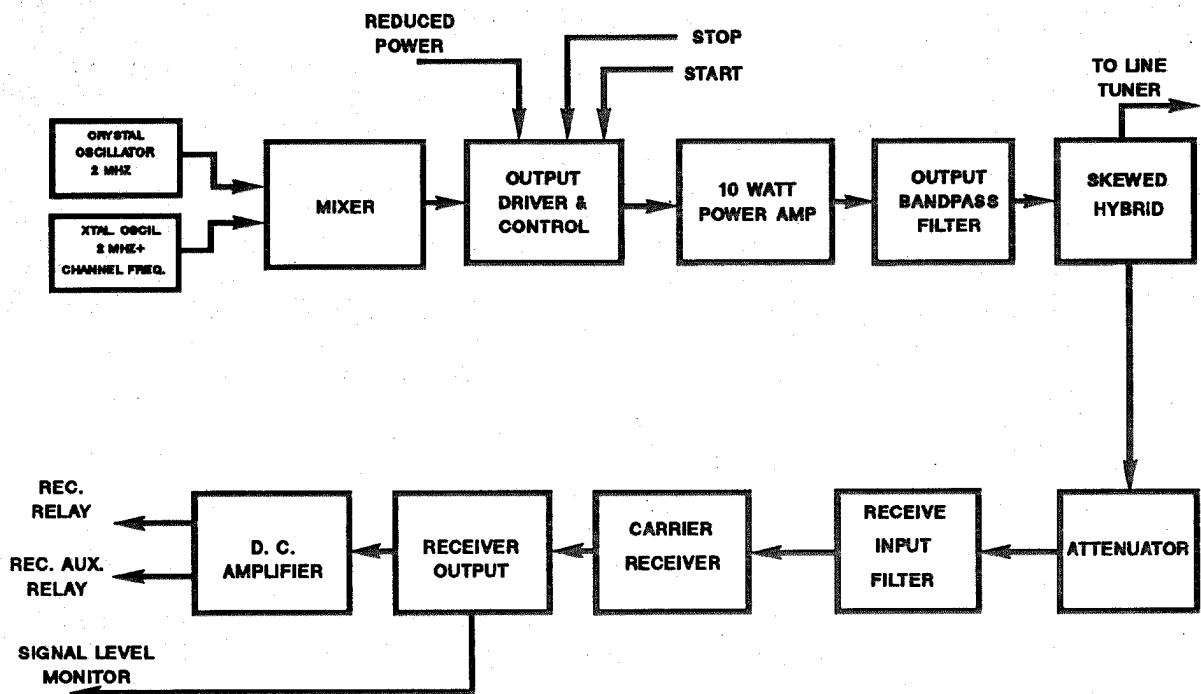 REDUCED
POWER
STOP
START
TO LINE
TUNER
CRYSTAL
OSCILLATOR
2 MHZ
XTAL. OSCIL.
2 MHZ+
CHANNEL FREQ.
MIXER
OUTPUT
DRIVER &
CONTROL
10 WATT
POWER AMP
OUTPUT
BANDPASS
FILTER
SKEWED
HYBRID
REC.
RELAY
REC. AUX.
RELAY
D. C.
AMPLIFIER
RECEIVER
OUTPUT
CARRIER
RECEIVER
RECEIVE
INPUT
FILTER
ATTENUATOR
SIGNAL LEVEL
MONITOR